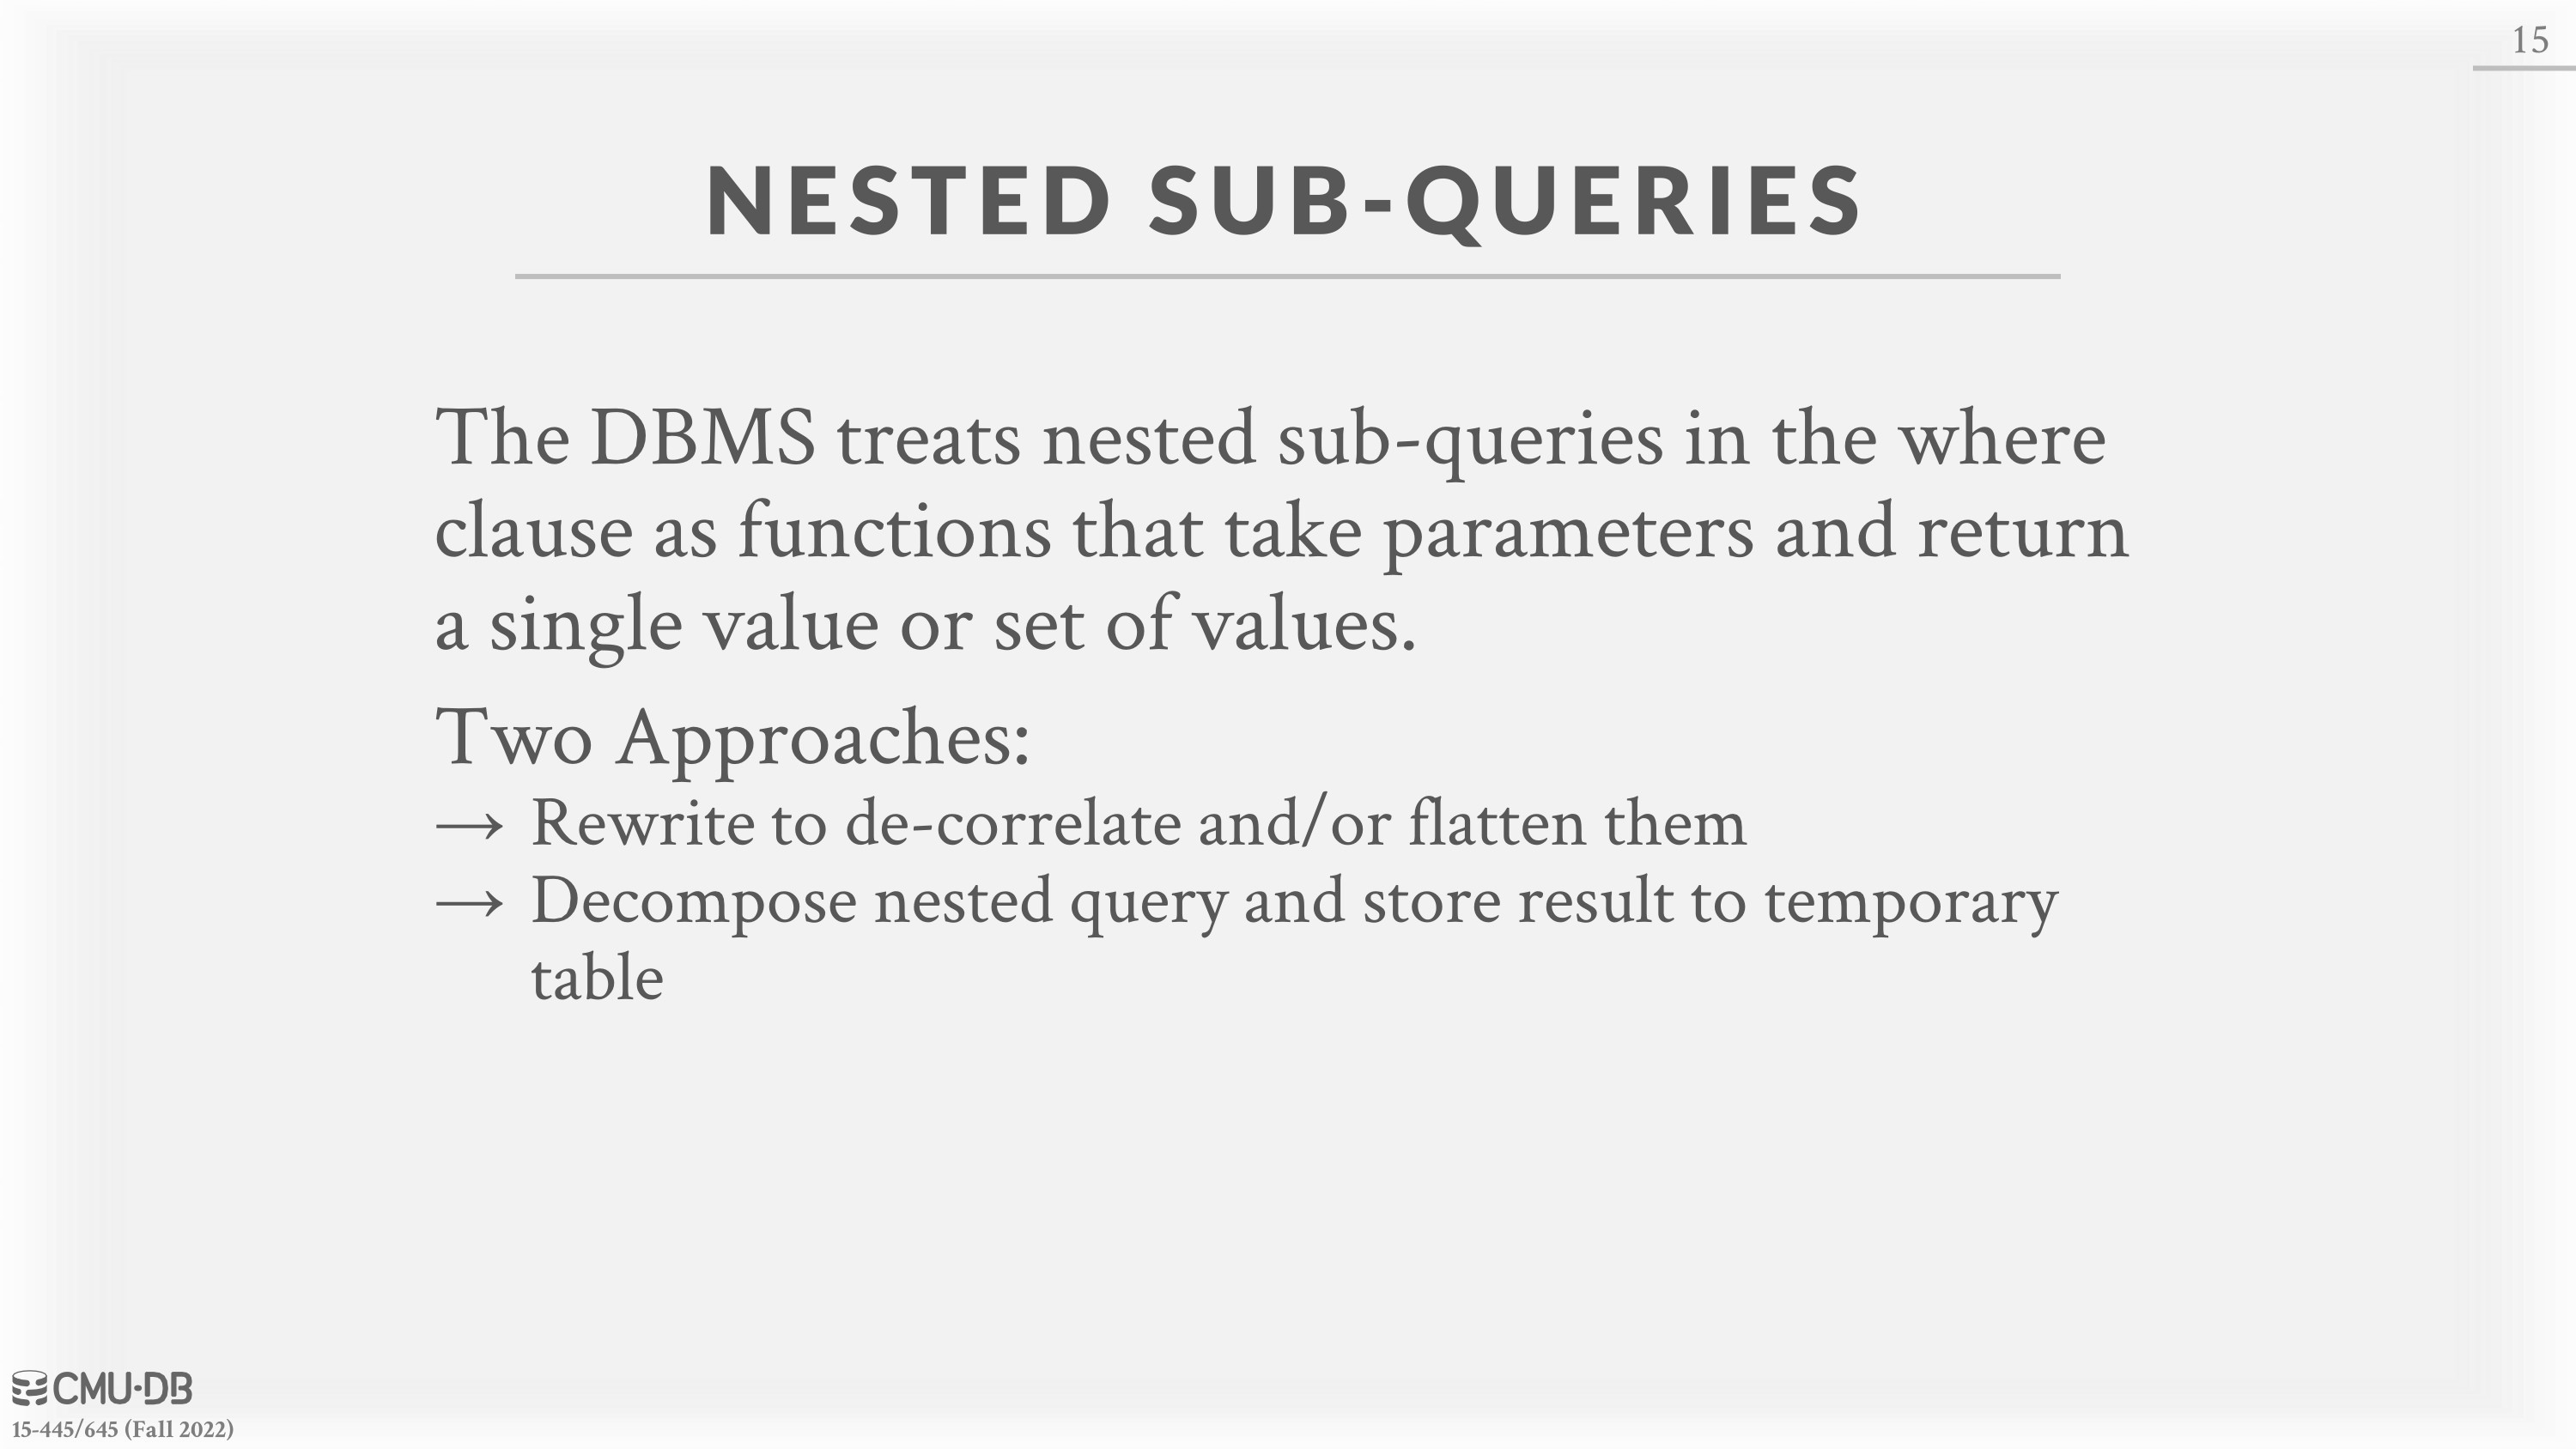 15
NESTED SUB-QUERIES
The DBMS treats nested sub-queries in the where
clause as functions that take parameters and return
a single value or set of values.
Two Approaches:
→ Rewrite to de-correlate and/or flatten them
→ Decompose nested query and store result to temporary
table
CMU·DB
15-445/645 (Fall 2022)